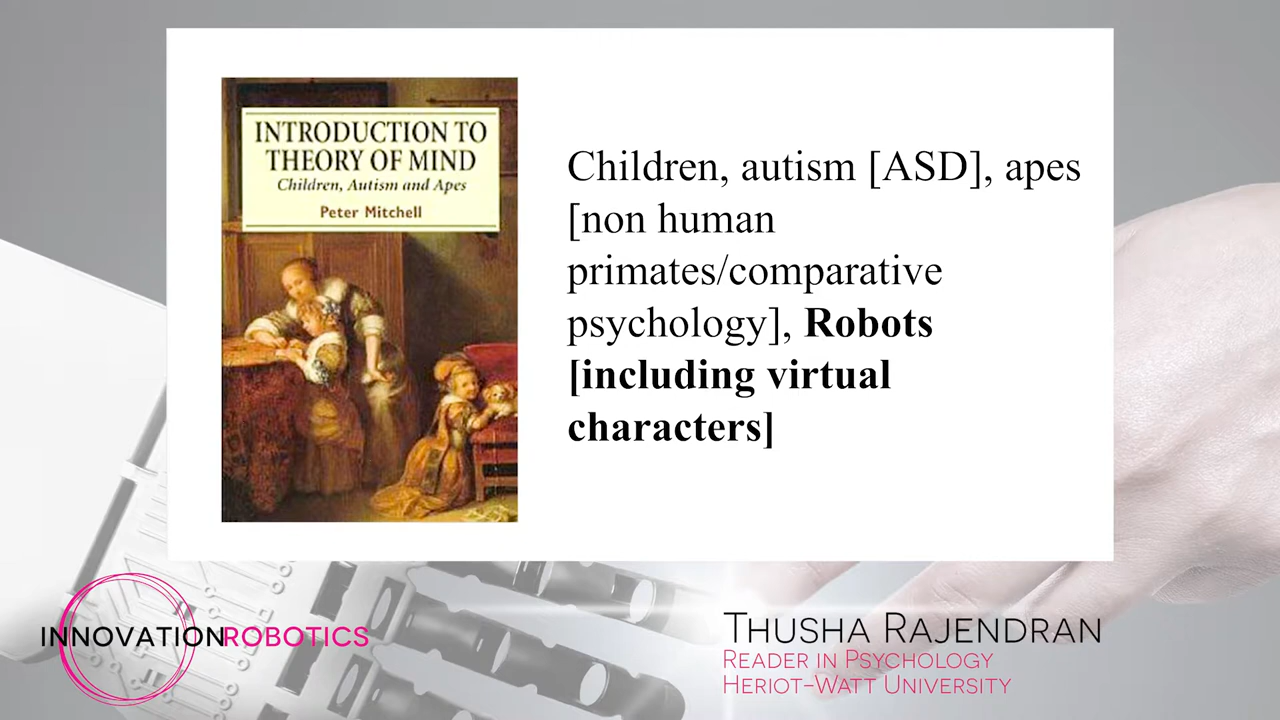 INTRODUCTION TO
THEORY OF MIND
Children, Autism and Apes
Peter Mitchell
Children, autism [ASD], apes
[non human
primates/comparative
psychology], Robots
[including virtual
characters]
INNOVATIONROBOTICS
THUSHA RAJENDRAN
READER IN PSYCHOLOGY
HERIOT-WATT UNIVERSITY